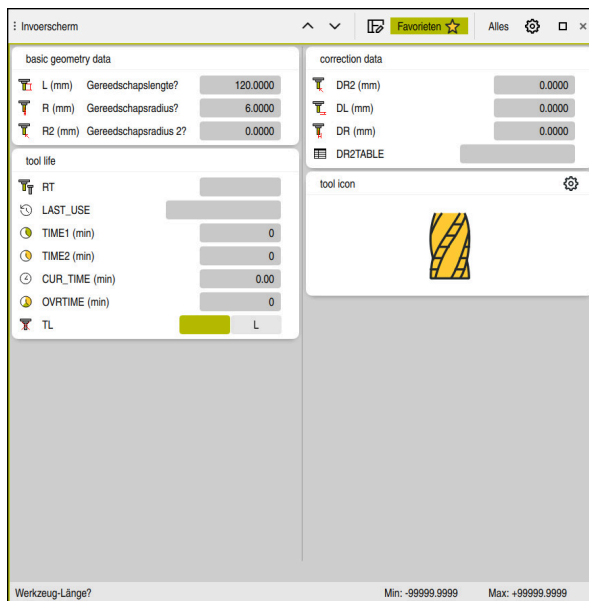 Invoerscherm Favorieten Alles
basic geometry data
L (mm) Gereedschapslengte? 120.0000
R (mm) Gereedschapsradius? 6.0000
R2 (mm) Gereedschapsradius 2? 0.0000
tool life
RT
LAST_USE
TIME1 (min) 0
TIME2 (min) 0
CUR_TIME (min) 0.00
OVRTIME (min) 0
TL L
correction data
DR2 (mm) 0.0000
DL (mm) 0.0000
DR (mm) 0.0000
DR2TABLE
tool icon
Werkzeug-Länge? Min: -99999.9999 Max: +99999.9999